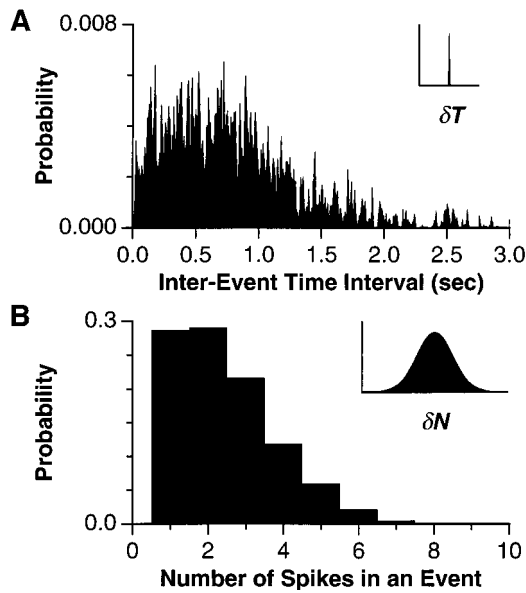 A
0.008
Probability
0.000
0.0 0.5 1.0 1.5 2.0 2.5 3.0
Inter-Event Time Interval (sec)
δT
B
0.3
Probability
0.0
0 2 4 6 8 10
Number of Spikes in an Event
δN